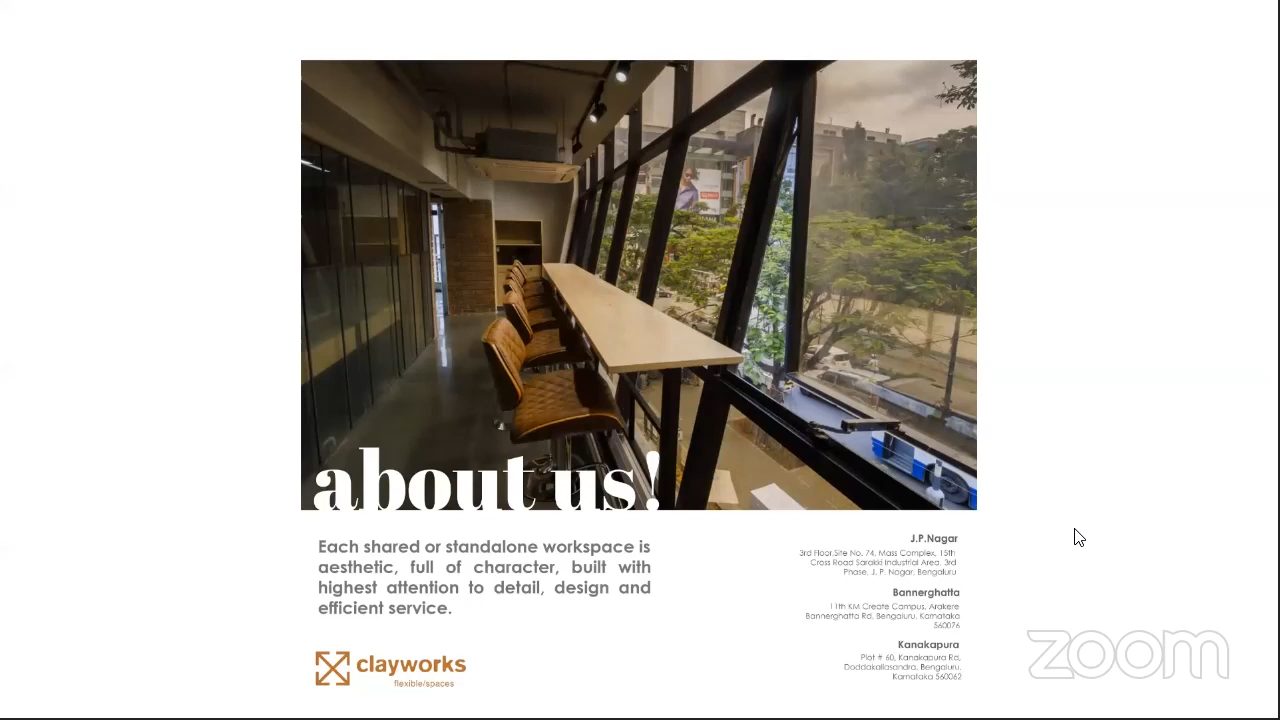 about us!
Each shared or standalone workspace is
aesthetic, full of character, built with
highest attention to detail, design and
efficient service.
clayworks
flexible/spaces
J.P.Nagar
3rd Floor,Site No. 74, Mass Complex, 15th
Cross Road Sarakki Industrial Area, 3rd
Phase, J. P. Nagar, Bengaluru
Bannerghatta
11th KM Create Campus, Arakere
Bannerghatta Rd, Bengaluru, Karnataka
560076
Kanakapura
Plot # 60, Kanakapura Rd,
Doddakallasandra, Bengaluru,
Karnataka 560062
zoom